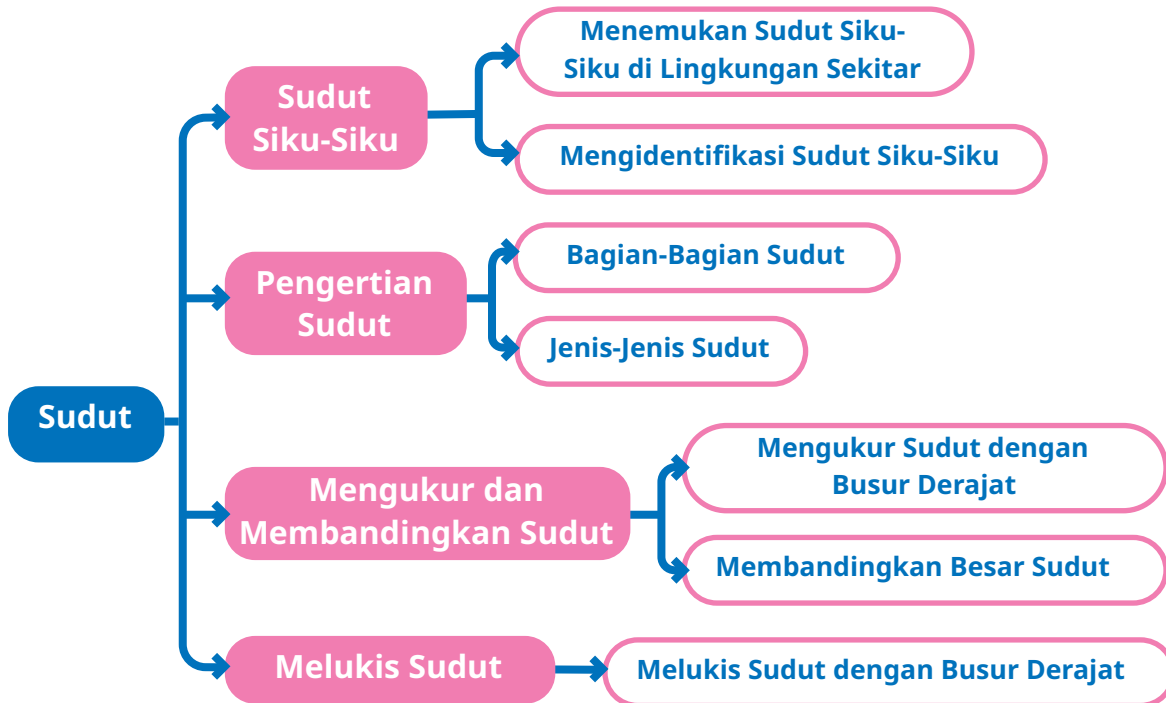 Menemukan Sudut Siku-
Siku di Lingkungan Sekitar
Sudut
Siku-Siku
Mengidentifikasi Sudut Siku-Siku
Bagian-Bagian Sudut
Pengertian
Sudut
Jenis-Jenis Sudut
Sudut
Mengukur Sudut dengan
Busur Derajat
Mengukur dan
Membandingkan Sudut
Membandingkan Besar Sudut
Melukis Sudut
Melukis Sudut dengan Busur Derajat